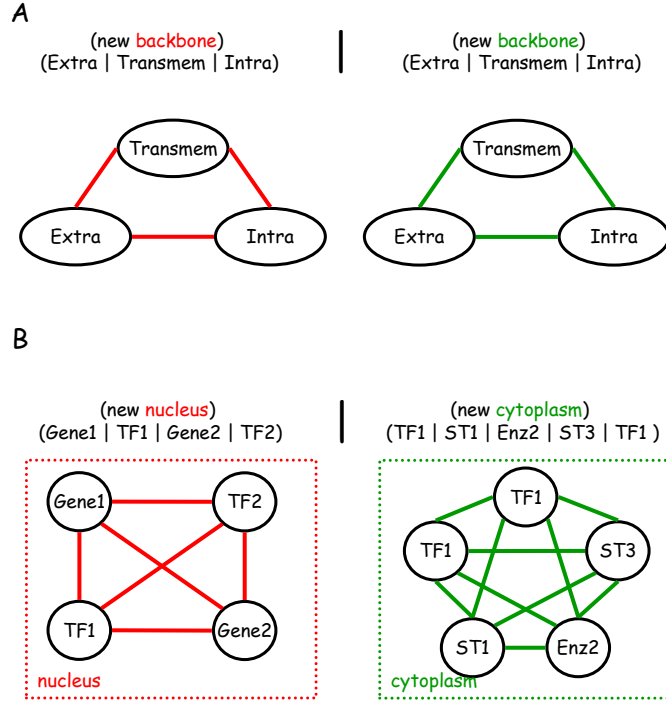 A
(new backbone)
(Extra | Transmem | Intra)
(new backbone)
(Extra | Transmem | Intra)
Transmem
Extra
Intra
Transmem
Extra
Intra
B
(new nucleus)
(Gene1 | TF1 | Gene2 | TF2)
(new cytoplasm)
(TF1 | ST1 | Enz2 | ST3 | TF1 )
Gene1
TF2
TF1
Gene2
nucleus
TF1
TF1
ST3
ST1
Enz2
cytoplasm